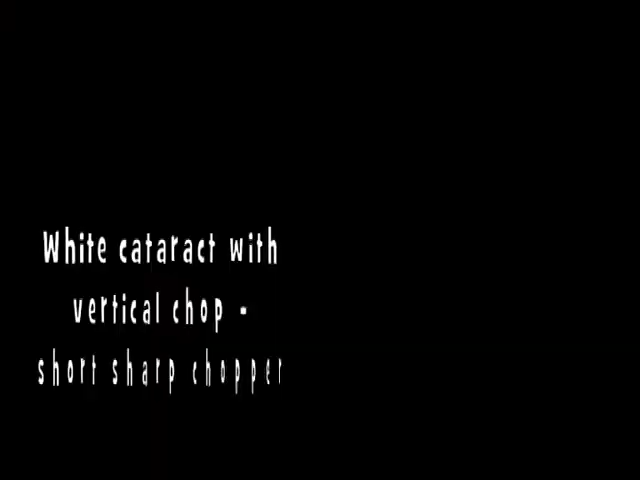 White cataract with
vertical chop -
short sharp chopper